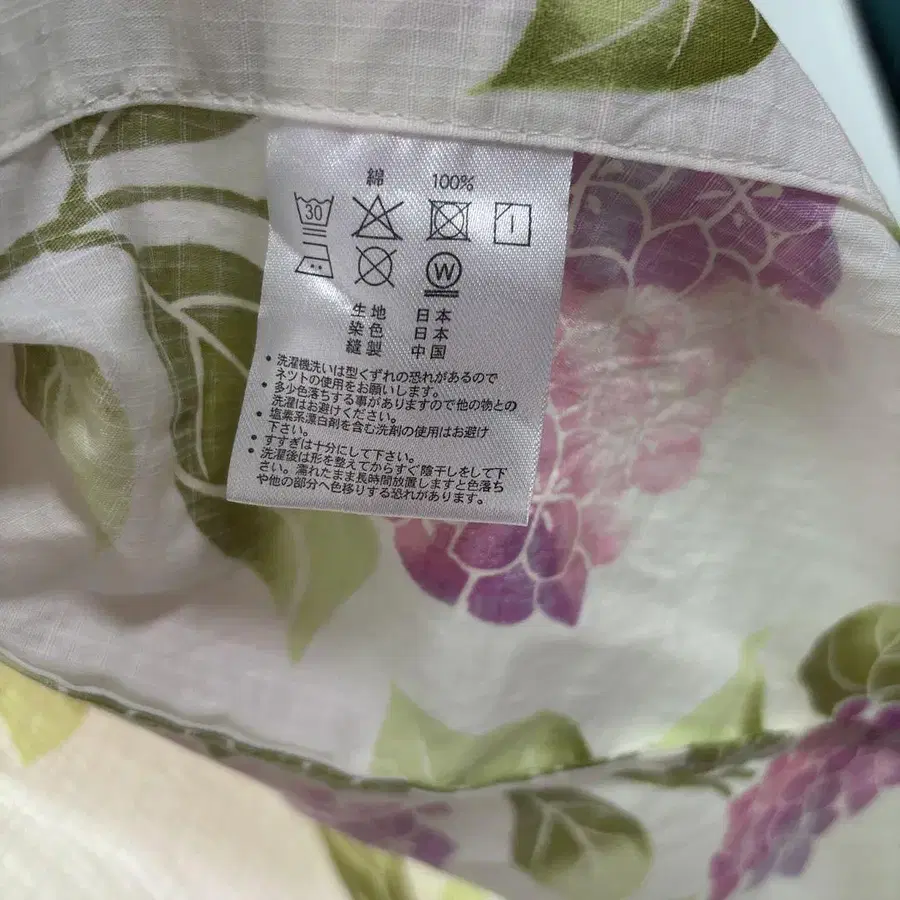 綿 100%
30
W
生地 日本
染色 日本
縫製 中国
・洗濯機洗いは型くずれの恐れがあるので
ネットの使用をお願いします。
・多少色落ちする事がありますので他の物との
洗濯はお避けください。
・塩素系漂白剤を含む洗剤の使用はお避け
下さい。
・すすぎは十分にして下さい。
・洗濯後は形を整えてからすぐ陰干しをして下
さい。濡れたまま長時間放置しますと色落ち
や他の部分へ色移りする恐れがあります。